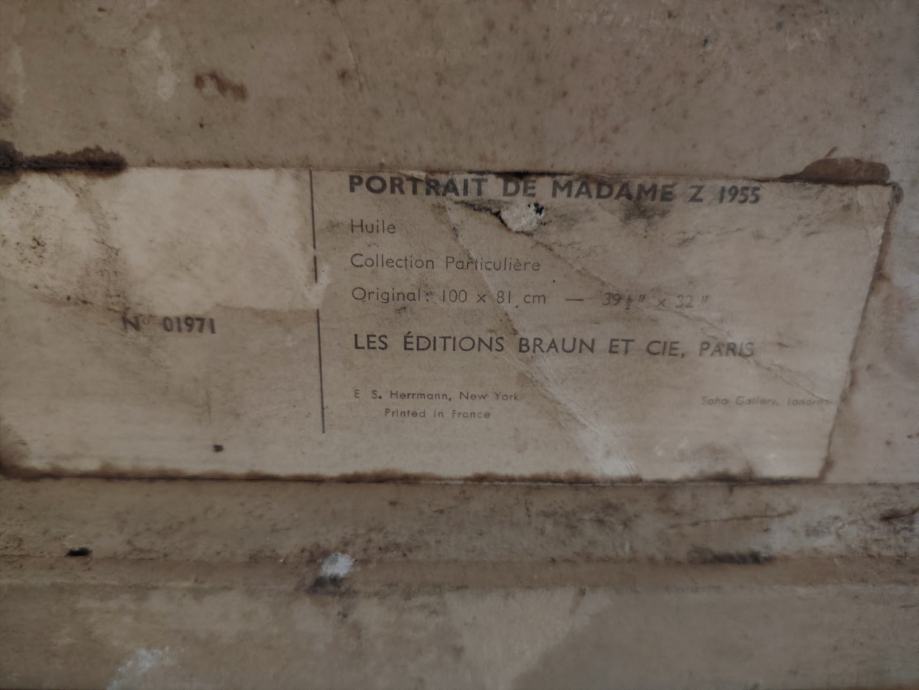 PORTRAIT DE MADAME Z 1955
Huile
Collection Particulière
Original: 100 x 81 cm — 39 ½" x 32"
N° 01971
LES ÉDITIONS BRAUN ET CIE, PARIS
E. S. Herrmann, New York
Soho Gallery, Londres
Printed in France